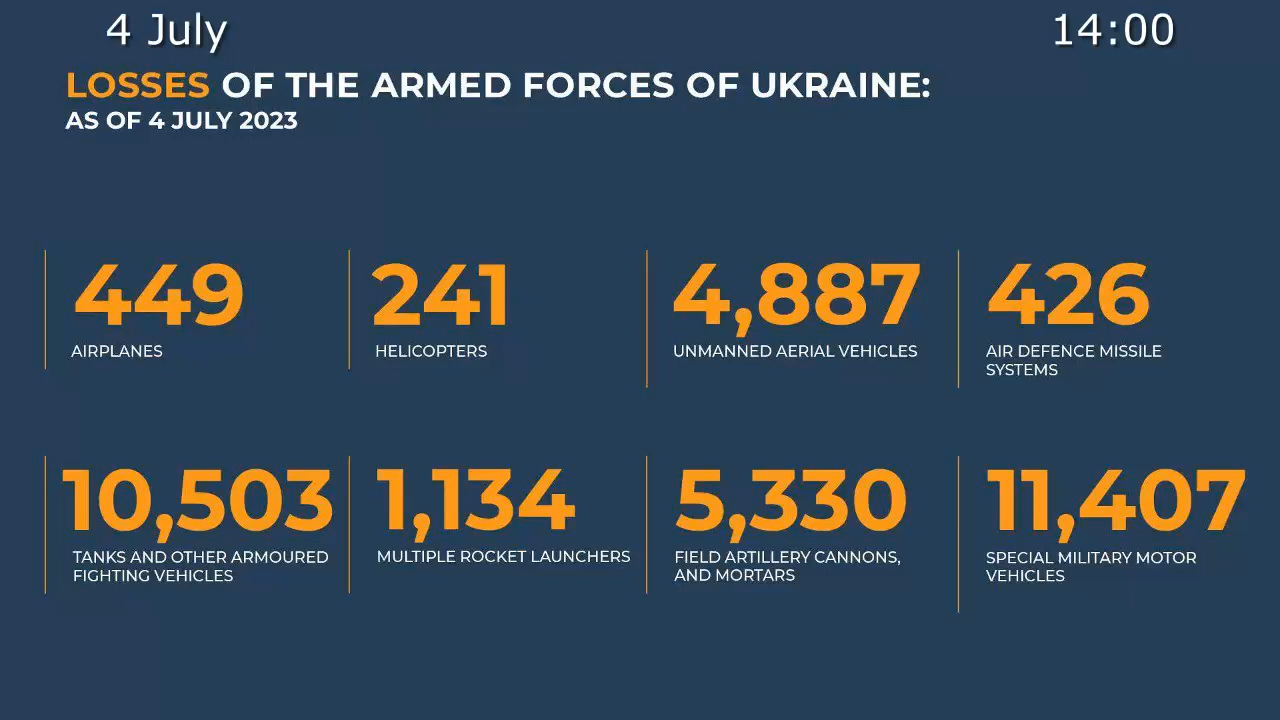 4 July
14:00
LOSSES OF THE ARMED FORCES OF UKRAINE:
AS OF 4 JULY 2023
449
AIRPLANES
241
HELICOPTERS
4,887
UNMANNED AERIAL VEHICLES
426
AIR DEFENCE MISSILE
SYSTEMS
10,503
TANKS AND OTHER ARMOURED
FIGHTING VEHICLES
1,134
MULTIPLE ROCKET LAUNCHERS
5,330
FIELD ARTILLERY CANNONS,
AND MORTARS
11,407
SPECIAL MILITARY MOTOR
VEHICLES